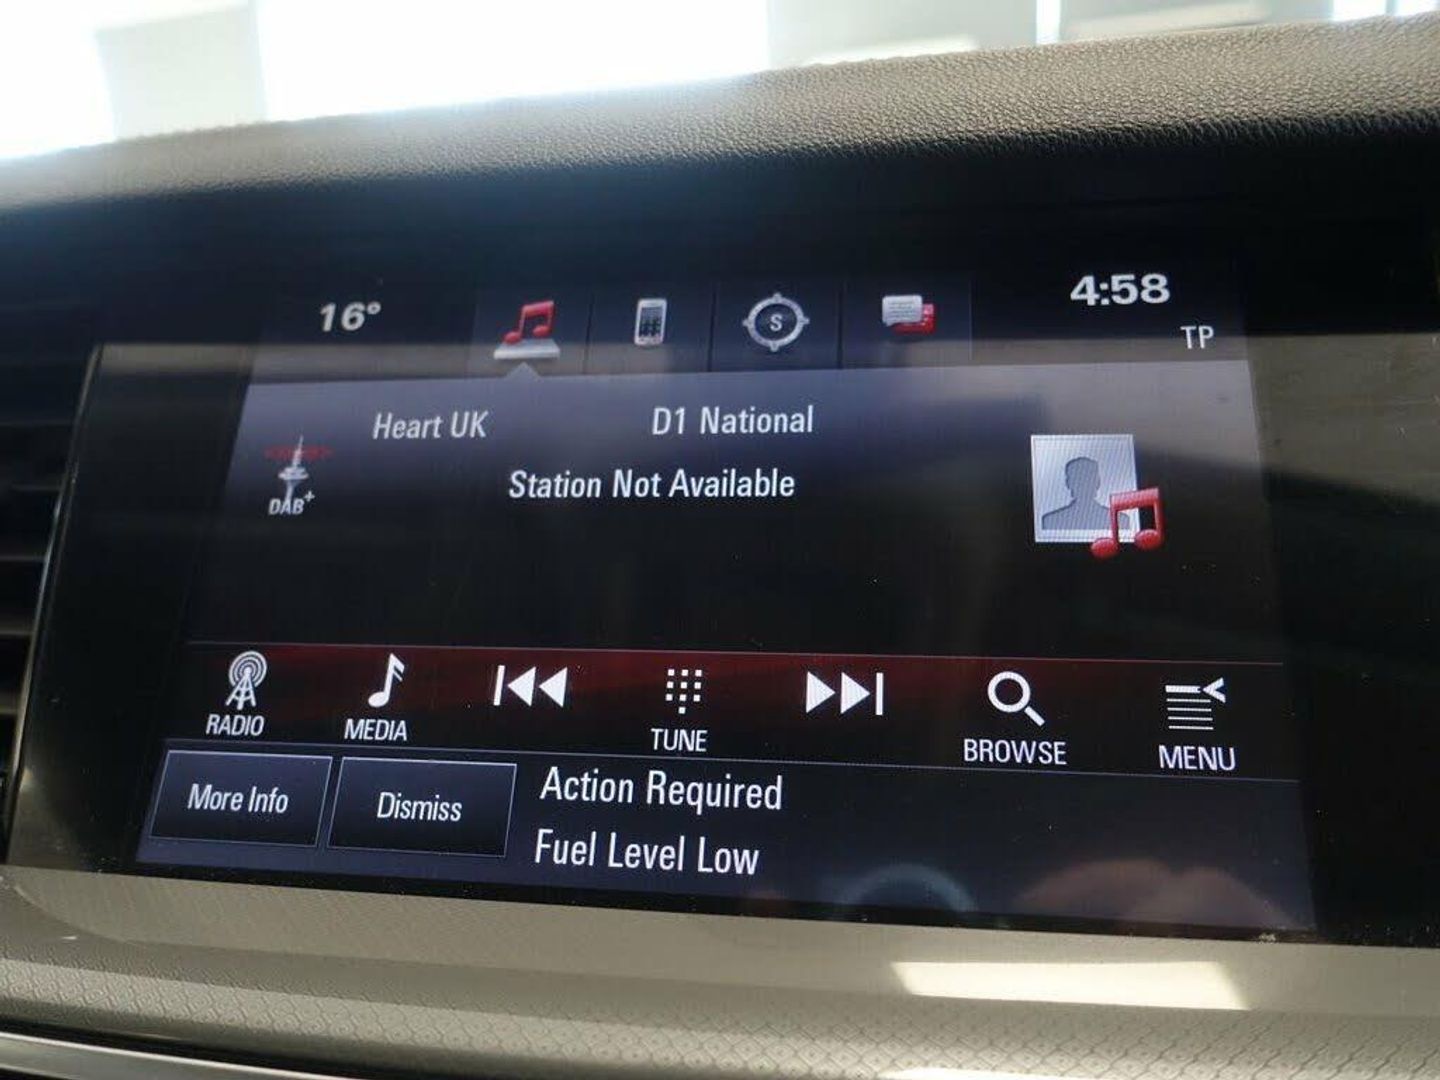 16°
S
4:58
TP
Heart UK
D1 National
DAB+
Station Not Available
RADIO
MEDIA
TUNE
BROWSE
MENU
More Info
Dismiss
Action Required
Fuel Level Low